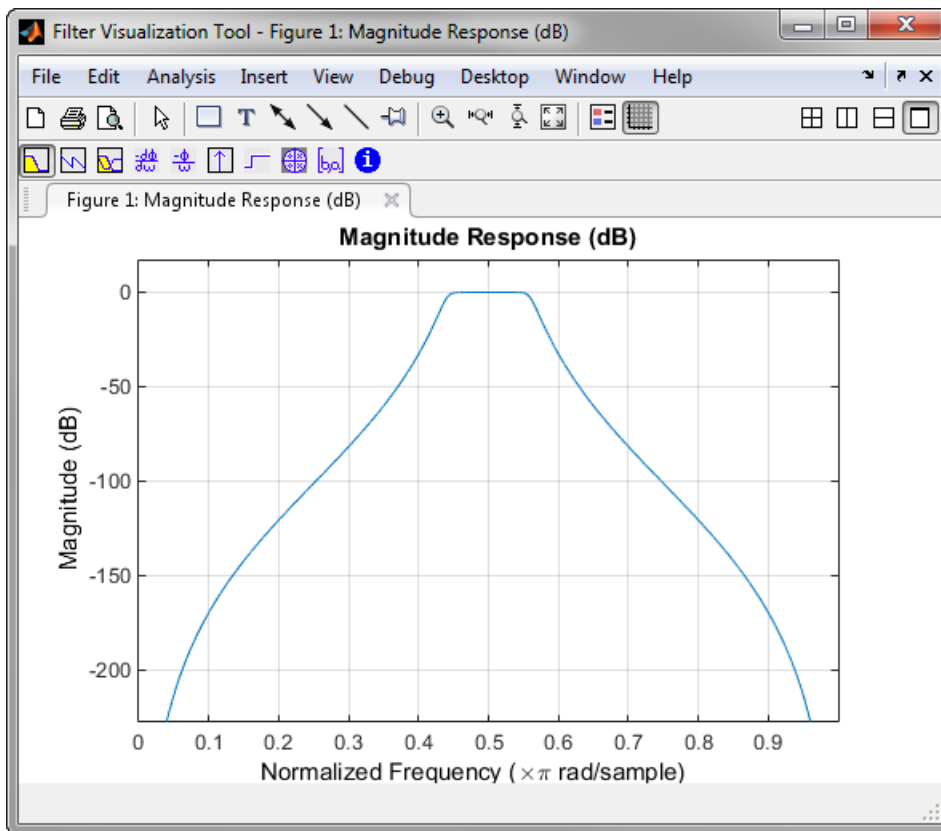 Filter Visualization Tool - Figure 1: Magnitude Response (dB)
File Edit Analysis Insert View Debug Desktop Window Help
T
[b,a] i
Figure 1: Magnitude Response (dB)
Magnitude Response (dB)
Magnitude (dB)
0
-50
-100
-150
-200
0 0.1 0.2 0.3 0.4 0.5 0.6 0.7 0.8 0.9
Normalized Frequency (×π rad/sample)